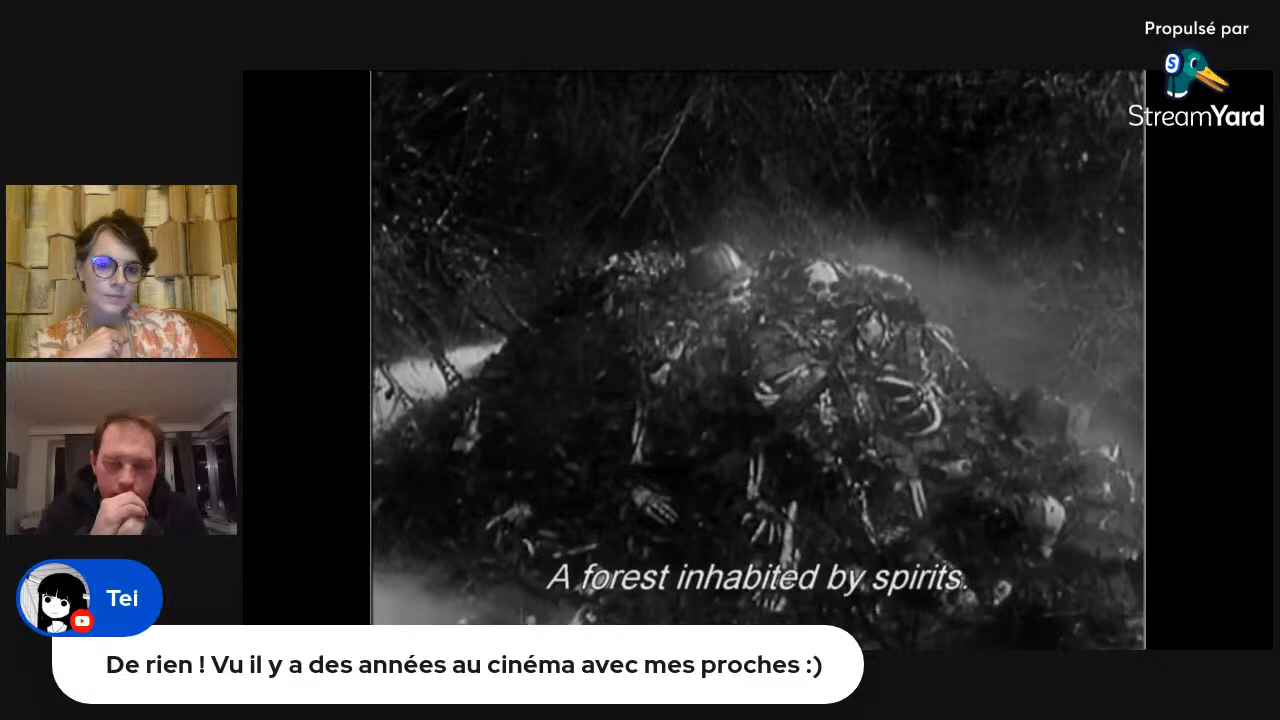 Propulsé par
StreamYard
A forest inhabited by spirits.
Tei
De rien ! Vu il y a des années au cinéma avec mes proches :)